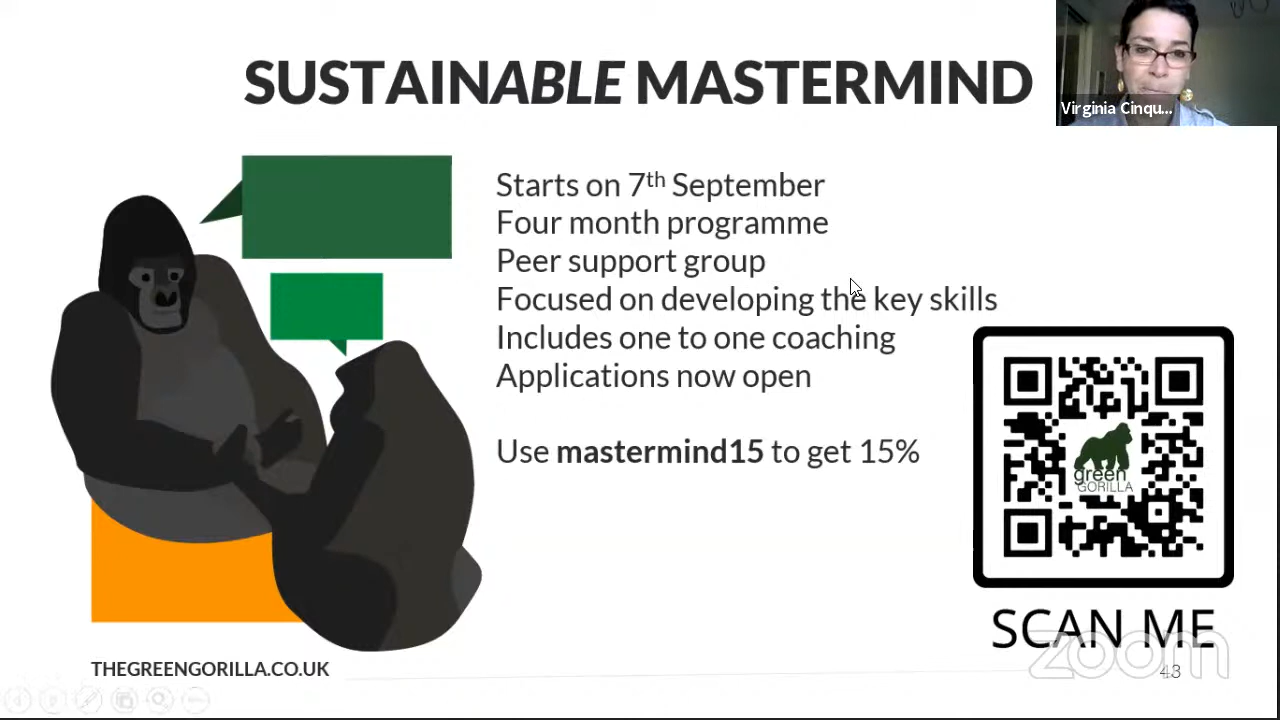 SUSTAINABLE MASTERMIND
Virginia Cinqu...
Starts on 7th September
Four month programme
Peer support group
Focused on developing the key skills
Includes one to one coaching
Applications now open
Use mastermind15 to get 15%
green
GORILLA
SCAN ME
zoom
THEGREENGORILLA.CO.UK
43